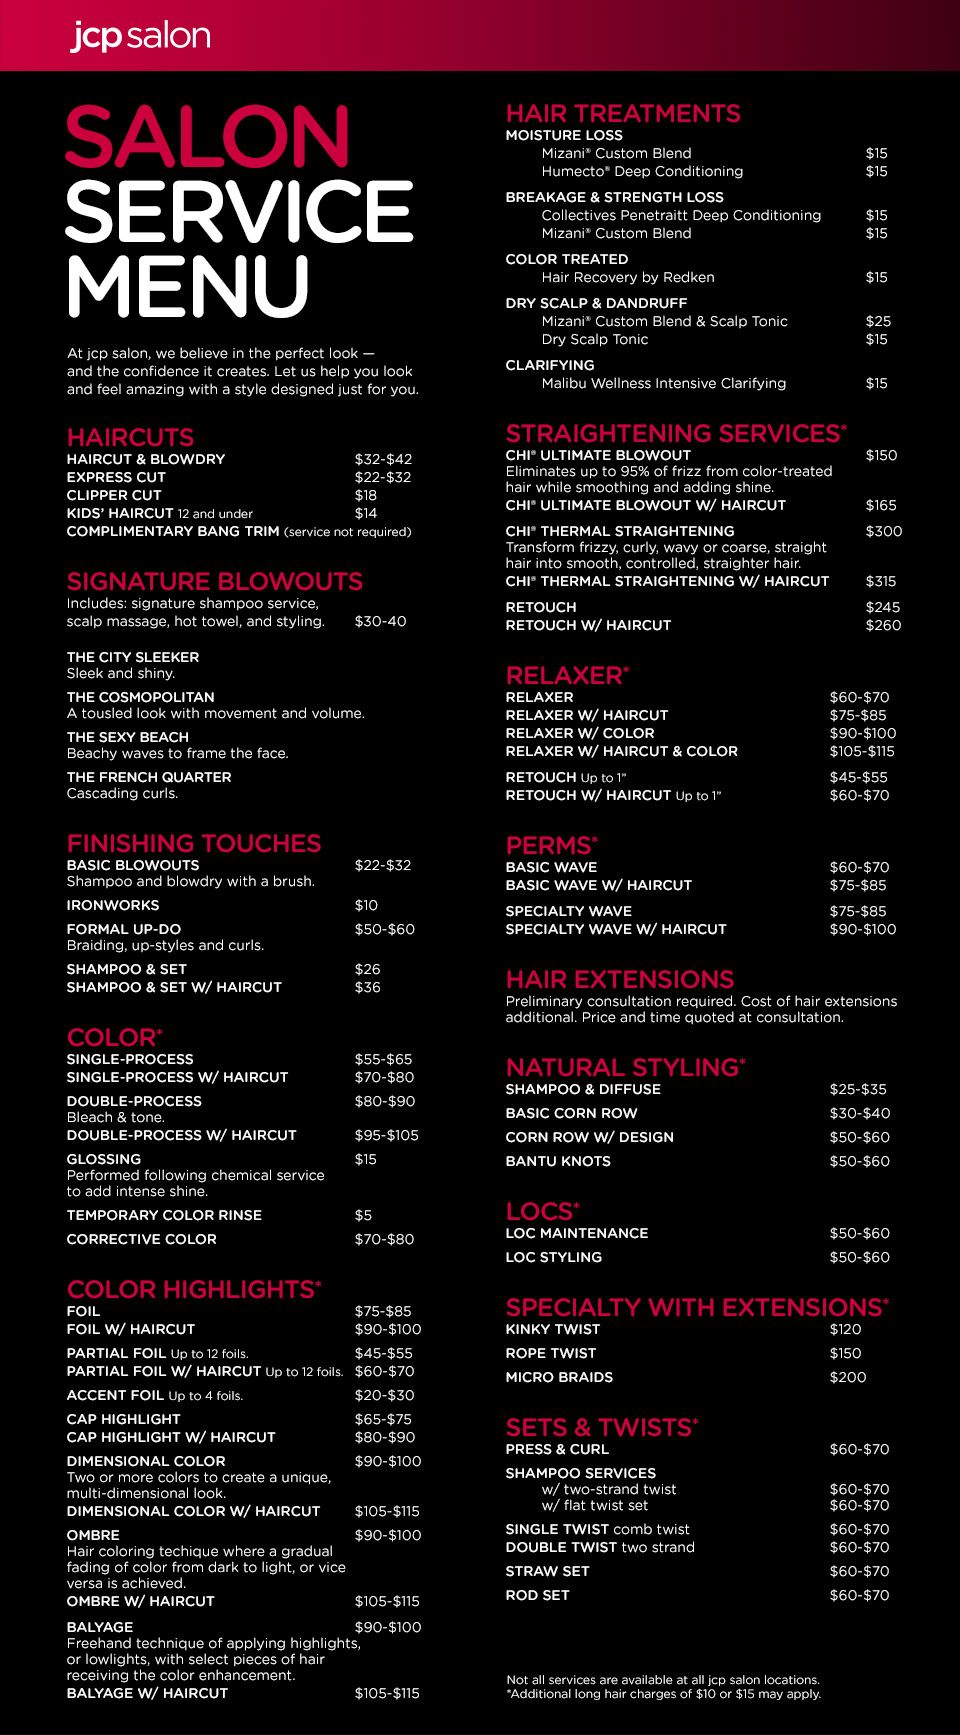 jcp salon
SALON
SERVICE
MENU
At jcp salon, we believe in the perfect look —
and the confidence it creates. Let us help you look
and feel amazing with a style designed just for you.
HAIRCUTS
HAIRCUT & BLOWDRY $32-$42
EXPRESS CUT $22-$32
CLIPPER CUT $18
KIDS' HAIRCUT 12 and under $14
COMPLIMENTARY BANG TRIM (service not required)
SIGNATURE BLOWOUTS
Includes: signature shampoo service,
scalp massage, hot towel, and styling. $30-40
THE CITY SLEEKER
Sleek and shiny.
THE COSMOPOLITAN
A tousled look with movement and volume.
THE SEXY BEACH
Beachy waves to frame the face.
THE FRENCH QUARTER
Cascading curls.
FINISHING TOUCHES
BASIC BLOWOUTS $22-$32
Shampoo and blowdry with a brush.
IRONWORKS $10
FORMAL UP-DO $50-$60
Braiding, up-styles and curls.
SHAMPOO & SET $26
SHAMPOO & SET W/ HAIRCUT $36
COLOR*
SINGLE-PROCESS $55-$65
SINGLE-PROCESS W/ HAIRCUT $70-$80
DOUBLE-PROCESS $80-$90
Bleach & tone.
DOUBLE-PROCESS W/ HAIRCUT $95-$105
GLOSSING $15
Performed following chemical service
to add intense shine.
TEMPORARY COLOR RINSE $5
CORRECTIVE COLOR $70-$80
COLOR HIGHLIGHTS*
FOIL $75-$85
FOIL W/ HAIRCUT $90-$100
PARTIAL FOIL Up to 12 foils. $45-$55
PARTIAL FOIL W/ HAIRCUT Up to 12 foils. $60-$70
ACCENT FOIL Up to 4 foils. $20-$30
CAP HIGHLIGHT $65-$75
CAP HIGHLIGHT W/ HAIRCUT $80-$90
DIMENSIONAL COLOR $90-$100
Two or more colors to create a unique,
multi-dimensional look.
DIMENSIONAL COLOR W/ HAIRCUT $105-$115
OMBRE $90-$100
Hair coloring techique where a gradual
fading of color from dark to light, or vice
versa is achieved.
OMBRE W/ HAIRCUT $105-$115
BALYAGE $90-$100
Freehand technique of applying highlights,
or lowlights, with select pieces of hair
receiving the color enhancement.
BALYAGE W/ HAIRCUT $105-$115
HAIR TREATMENTS
MOISTURE LOSS
Mizani® Custom Blend $15
Humecto® Deep Conditioning $15
BREAKAGE & STRENGTH LOSS
Collectives Penetraitt Deep Conditioning $15
Mizani® Custom Blend $15
COLOR TREATED
Hair Recovery by Redken $15
DRY SCALP & DANDRUFF
Mizani® Custom Blend & Scalp Tonic $25
Dry Scalp Tonic $15
CLARIFYING
Malibu Wellness Intensive Clarifying $15
STRAIGHTENING SERVICES*
CHI® ULTIMATE BLOWOUT $150
Eliminates up to 95% of frizz from color-treated
hair while smoothing and adding shine.
CHI® ULTIMATE BLOWOUT W/ HAIRCUT $165
CHI® THERMAL STRAIGHTENING $300
Transform frizzy, curly, wavy or coarse, straight
hair into smooth, controlled, straighter hair.
CHI® THERMAL STRAIGHTENING W/ HAIRCUT $315
RETOUCH $245
RETOUCH W/ HAIRCUT $260
RELAXER*
RELAXER $60-$70
RELAXER W/ HAIRCUT $75-$85
RELAXER W/ COLOR $90-$100
RELAXER W/ HAIRCUT & COLOR $105-$115
RETOUCH Up to 1” $45-$55
RETOUCH W/ HAIRCUT Up to 1” $60-$70
PERMS*
BASIC WAVE $60-$70
BASIC WAVE W/ HAIRCUT $75-$85
SPECIALTY WAVE $75-$85
SPECIALTY WAVE W/ HAIRCUT $90-$100
HAIR EXTENSIONS
Preliminary consultation required. Cost of hair extensions
additional. Price and time quoted at consultation.
NATURAL STYLING*
SHAMPOO & DIFFUSE $25-$35
BASIC CORN ROW $30-$40
CORN ROW W/ DESIGN $50-$60
BANTU KNOTS $50-$60
LOCS*
LOC MAINTENANCE $50-$60
LOC STYLING $50-$60
SPECIALTY WITH EXTENSIONS*
KINKY TWIST $120
ROPE TWIST $150
MICRO BRAIDS $200
SETS & TWISTS*
PRESS & CURL $60-$70
SHAMPOO SERVICES
w/ two-strand twist $60-$70
w/ flat twist set $60-$70
SINGLE TWIST comb twist $60-$70
DOUBLE TWIST two strand $60-$70
STRAW SET $60-$70
ROD SET $60-$70
Not all services are available at all jcp salon locations.
*Additional long hair charges of $10 or $15 may apply.